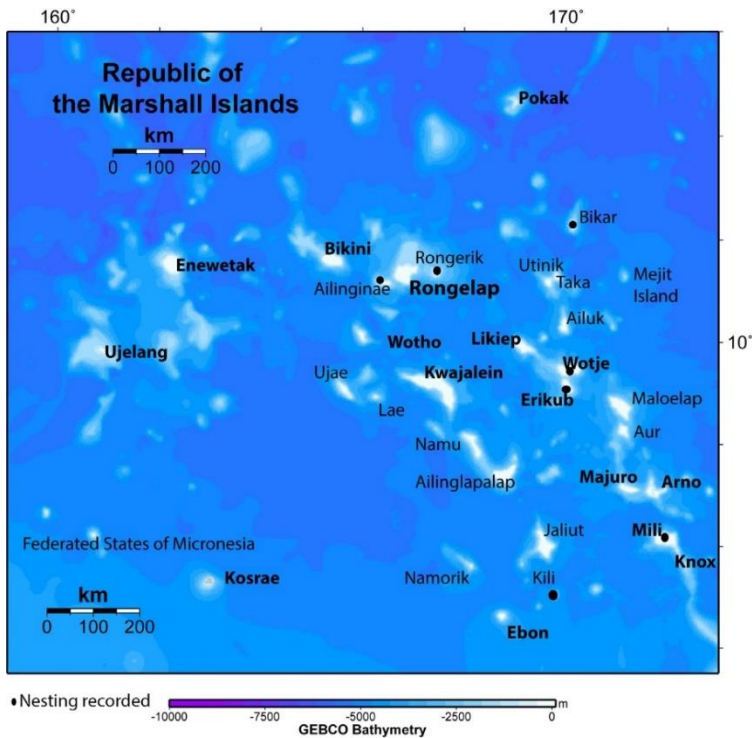 160°
170°
Republic of
the Marshall Islands
km
0 100 200
Pokak
Bikar
Bikini
Rongerik
Enewetak
Utinik
Mejit
Island
Taka
Ailinginae
Rongelap
Ailuk
Wotho
Likiep
10°
Ujelang
Wotje
Ujae
Kwajalein
Lae
Erikub
Maloelap
Namu
Aur
Ailinglapalap
Majuro
Arno
Jaliut
Mili
Federated States of Micronesia
Knox
Kosrae
Namorik
Kili
km
0 100 200
Ebon
Nesting recorded
m
-10000 -7500 -5000 -2500 0
GEBCO Bathymetry